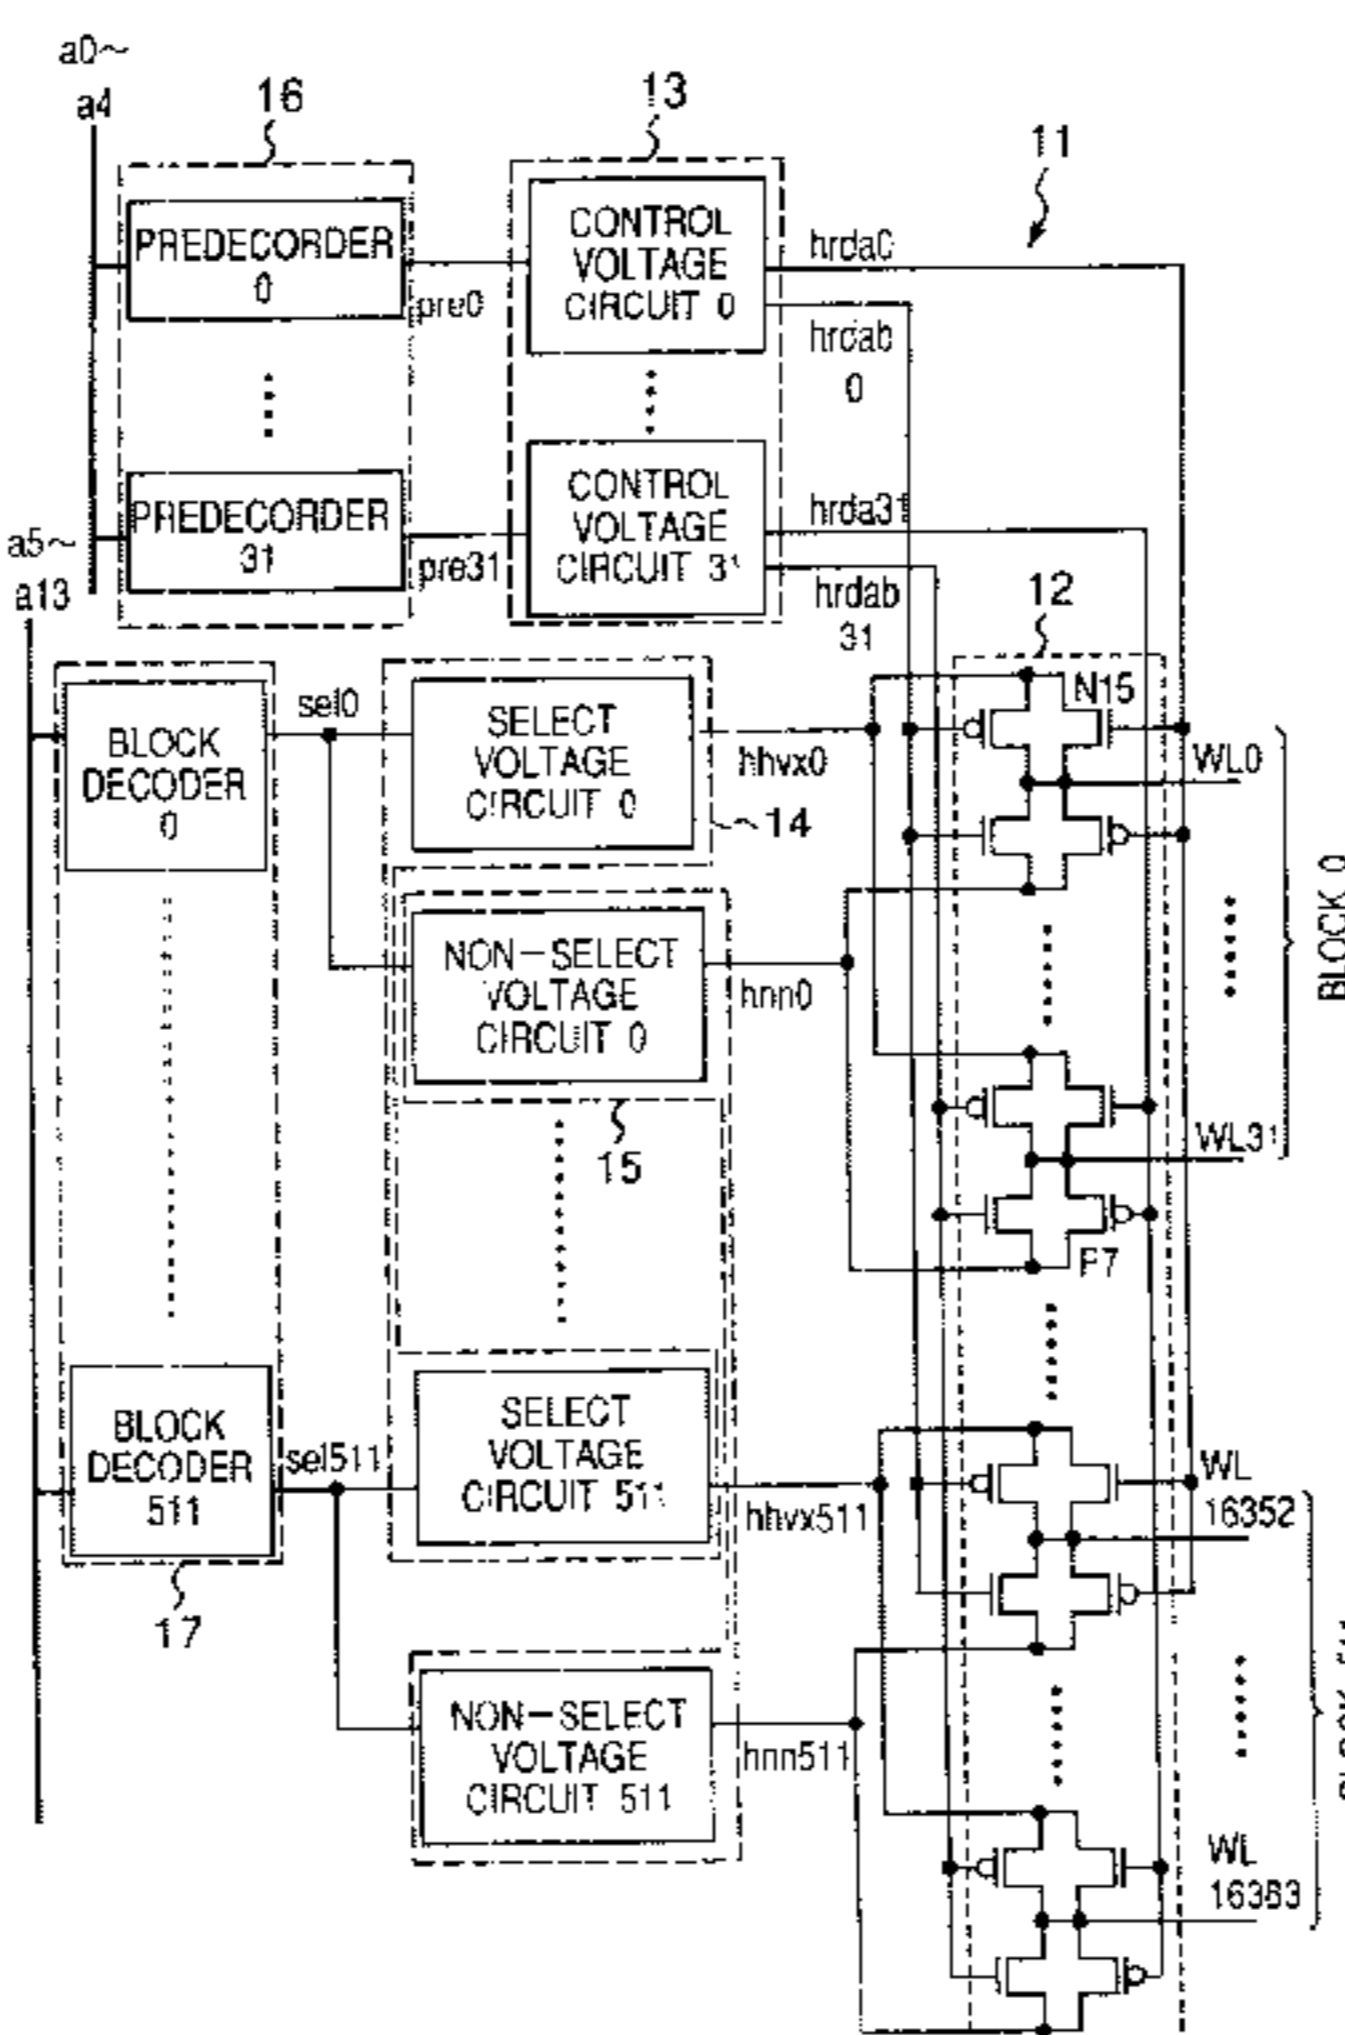 a0~
a4
16
13
11
PREDECORDER
0
pre0
CONTROL
VOLTAGE
CIRCUIT 0
hrda0
hrdab
0
PREDECORDER
31
pre31
CONTROL
VOLTAGE
CIRCUIT 31
hrda31
hrdab
31
a5~
a13
12
BLOCK
DECODER
0
sel0
SELECT
VOLTAGE
CIRCUIT 0
hhvx0
14
N15
WL0
BLOCK 0
NON-SELECT
VOLTAGE
CIRCUIT 0
hnn0
15
WL31
P7
BLOCK
DECODER
511
sel511
SELECT
VOLTAGE
CIRCUIT 511
hhvx511
WL
16352
17
NON-SELECT
VOLTAGE
CIRCUIT 511
hnn511
WL
16383